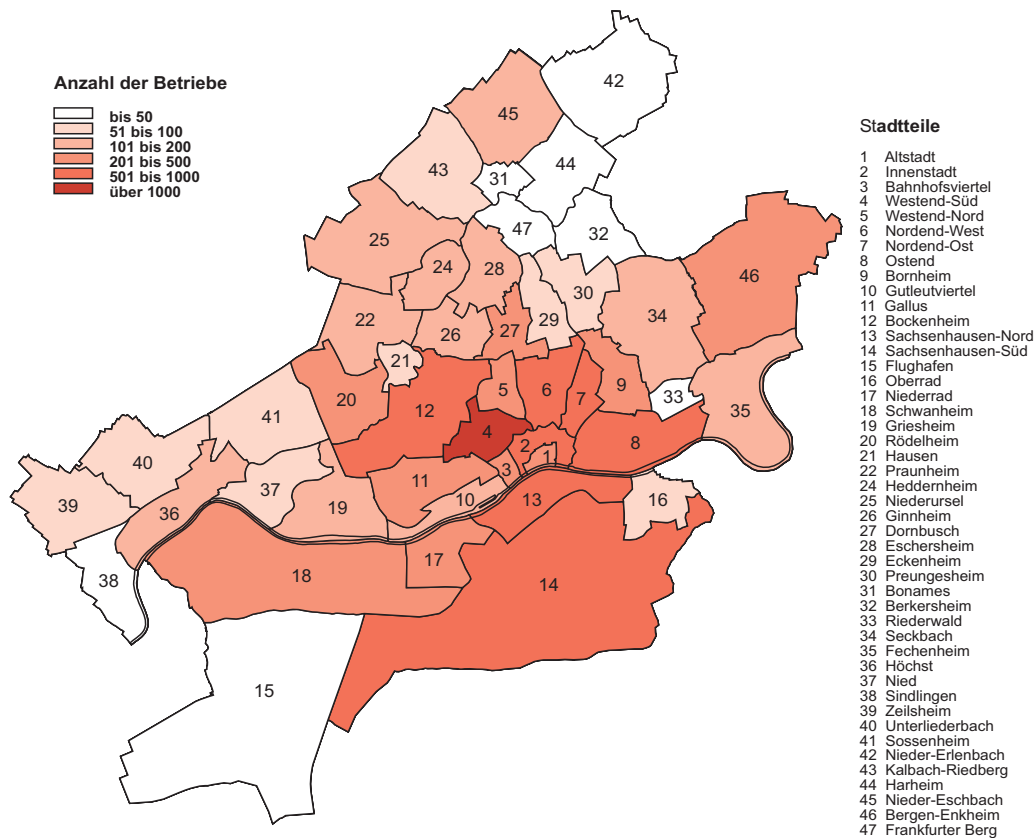 Anzahl der Betriebe
bis 50
51 bis 100
101 bis 200
201 bis 500
501 bis 1000
über 1000
Stadtteile
1 Altstadt
2 Innenstadt
3 Bahnhofsviertel
4 Westend-Süd
5 Westend-Nord
6 Nordend-West
7 Nordend-Ost
8 Ostend
9 Bornheim
10 Gutleutviertel
11 Gallus
12 Bockenheim
13 Sachsenhausen-Nord
14 Sachsenhausen-Süd
15 Flughafen
16 Oberrad
17 Niederrad
18 Schwanheim
19 Griesheim
20 Rödelheim
21 Hausen
22 Praunheim
24 Heddernheim
25 Niederursel
26 Ginnheim
27 Dornbusch
28 Eschersheim
29 Eckenheim
30 Preungesheim
31 Bonames
32 Berkersheim
33 Riederwald
34 Seckbach
35 Fechenheim
36 Höchst
37 Nied
38 Sindlingen
39 Zeilsheim
40 Unterliederbach
41 Sossenheim
42 Nieder-Erlenbach
43 Kalbach-Riedberg
44 Harheim
45 Nieder-Eschbach
46 Bergen-Enkheim
47 Frankfurter Berg
42
45
44
43
31
47
32
25
24
28
46
30
29
34
22
26
27
21
5
6
7
9
33
35
20
12
41
4
8
2
1
3
40
39
37
11
10
13
16
36
19
17
38
18
14
15